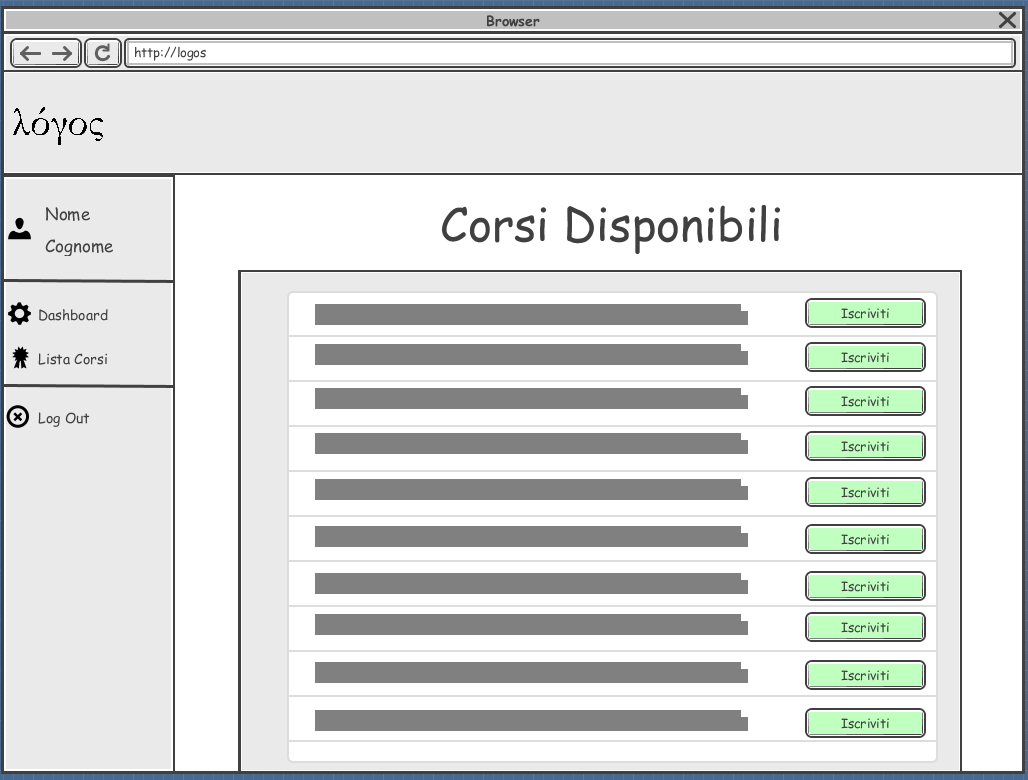 Browser
http://logos
λόγος
Nome
Cognome
Dashboard
Lista Corsi
Log Out
Corsi Disponibili
Iscriviti
Iscriviti
Iscriviti
Iscriviti
Iscriviti
Iscriviti
Iscriviti
Iscriviti
Iscriviti
Iscriviti